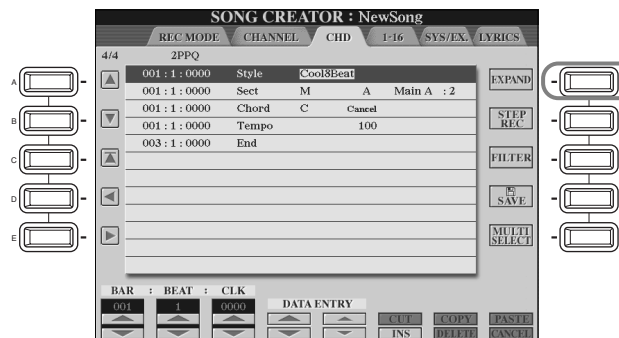 SONG CREATOR : NewSong
REC MODE CHANNEL CHD 1-16 SYS/EX. LYRICS
4/4 2PPQ
001 : 1 : 0000 Style Cool8Beat
001 : 1 : 0000 Sect M A Main A : 2
001 : 1 : 0000 Chord C Cancel
001 : 1 : 0000 Tempo 100
003 : 1 : 0000 End
A
B
C
D
E
EXPAND
STEP
REC
FILTER
SAVE
MULTI
SELECT
BAR : BEAT : CLK
001 1 0000
DATA ENTRY
CUT COPY PASTE
INS DELETE CANCEL